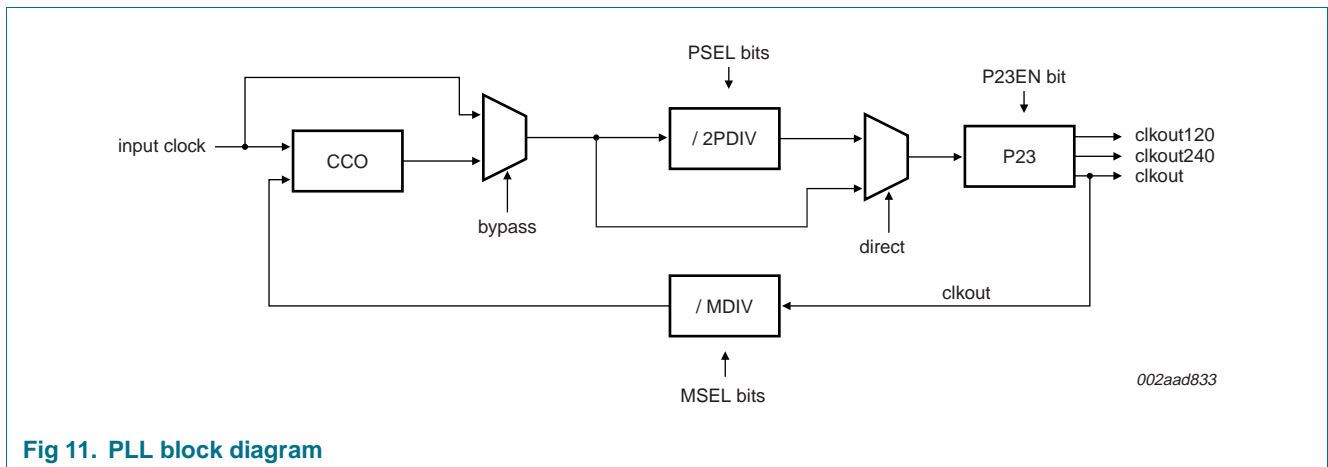 PSEL bits
P23EN bit
input clock
CCO
/ 2PDIV
P23
clkout120
clkout240
clkout
bypass
direct
/ MDIV
clkout
MSEL bits
002aad833
Fig 11. PLL block diagram